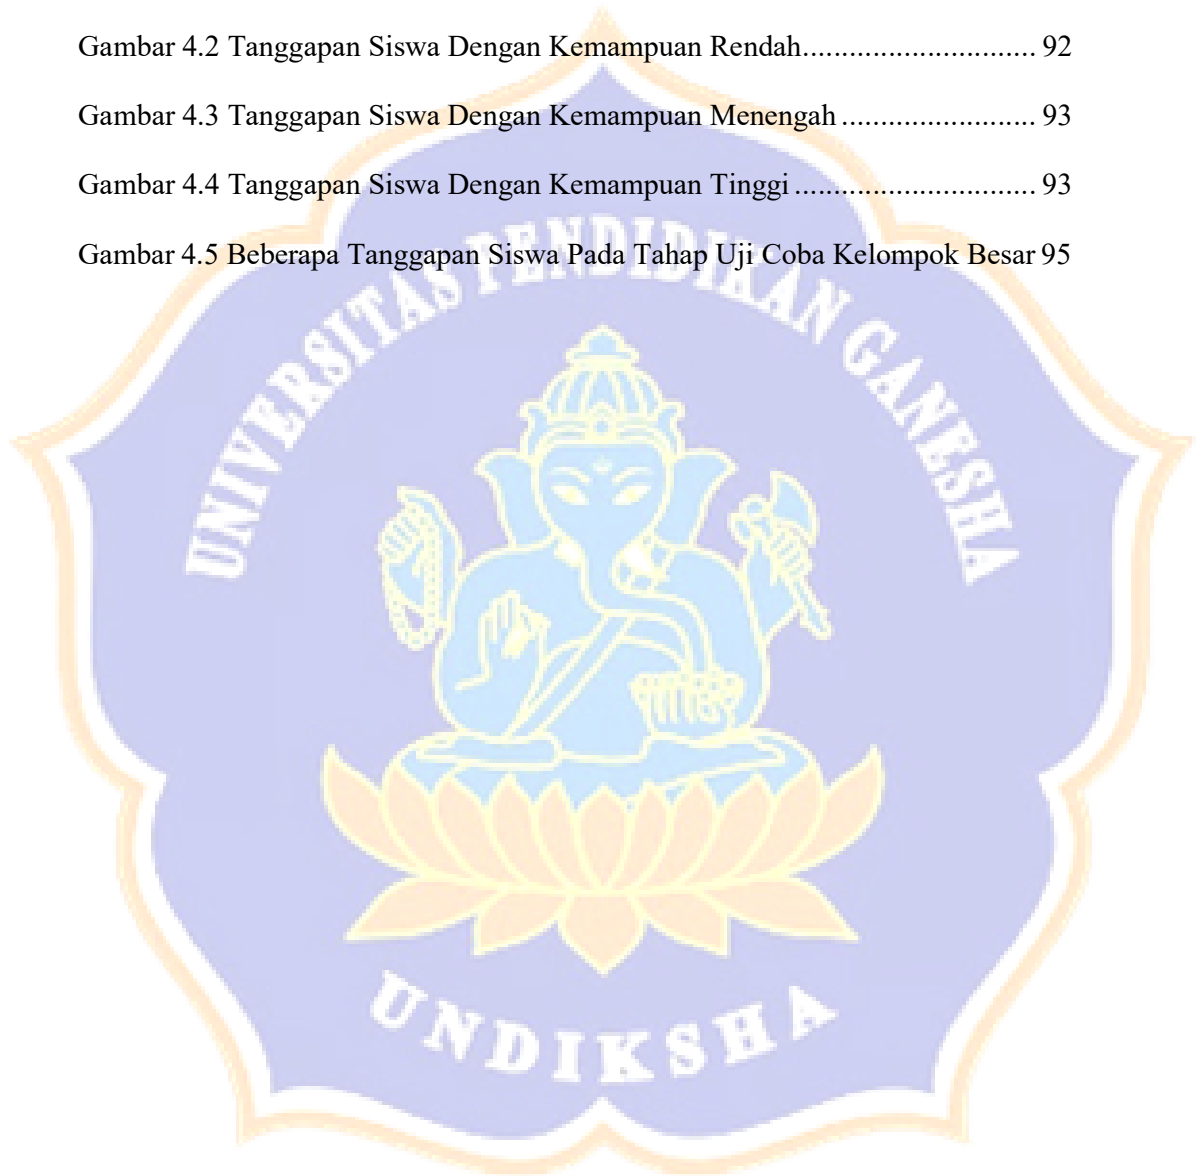 Gambar 4.2 Tanggapan Siswa Dengan Kemampuan Rendah............................ 92
Gambar 4.3 Tanggapan Siswa Dengan Kemampuan Menengah ....................... 93
Gambar 4.4 Tanggapan Siswa Dengan Kemampuan Tinggi ............................. 93
Gambar 4.5 Beberapa Tanggapan Siswa Pada Tahap Uji Coba Kelompok Besar 95
UNIVERSITAS PENDIDIKAN GANESHA
UNDIKSHA